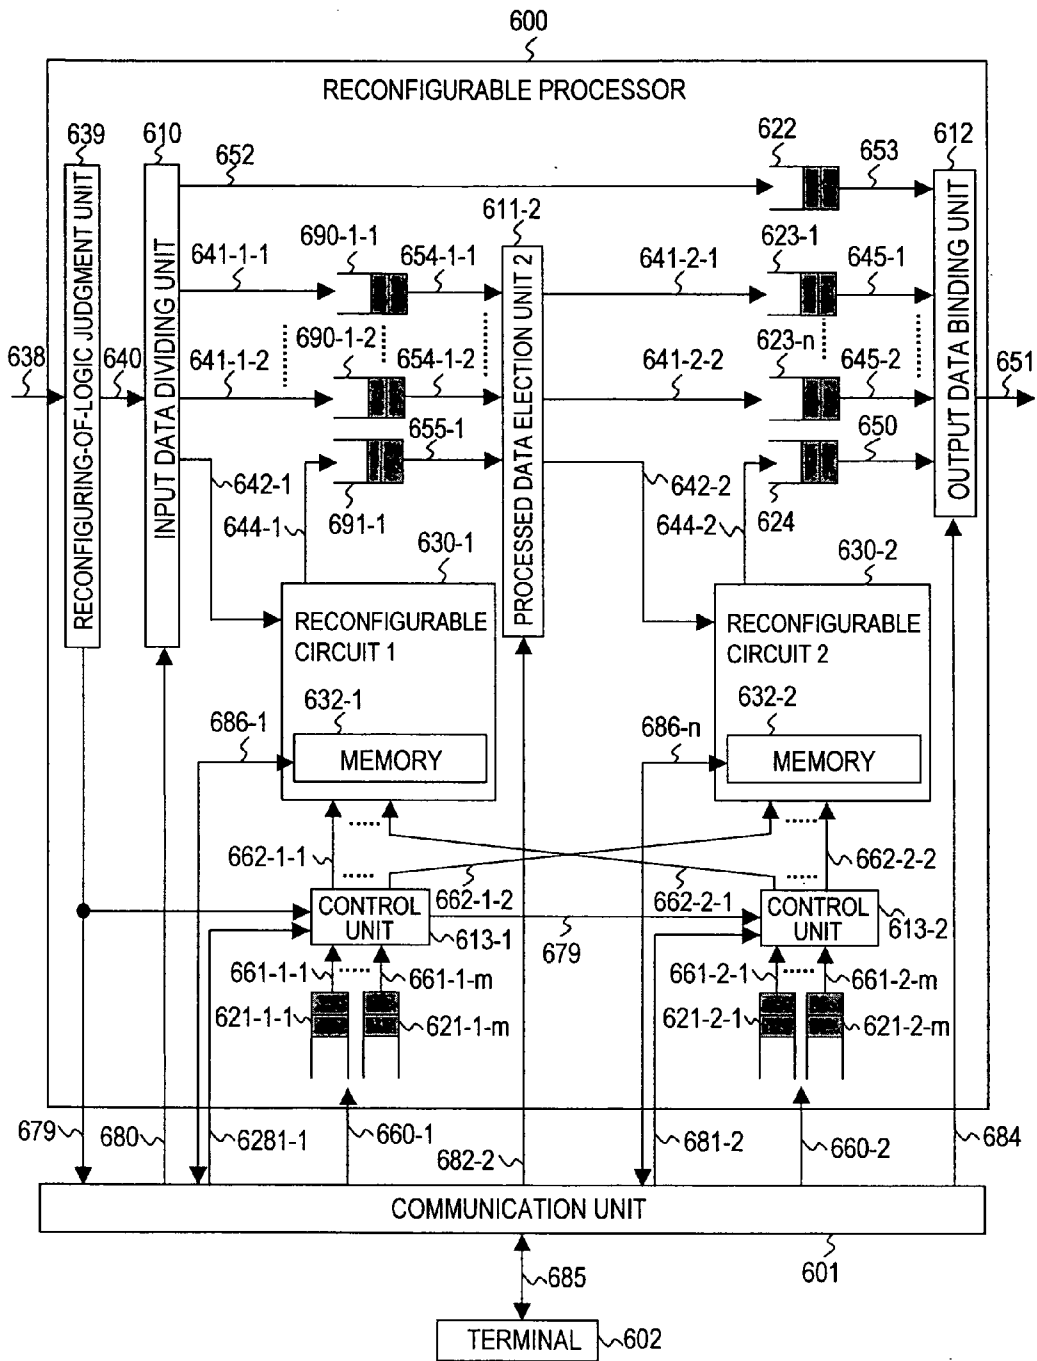 600
RECONFIGURABLE PROCESSOR
639
610
652
622
653
612
RECONFIGURING-OF-LOGIC JUDGMENT UNIT
INPUT DATA DIVIDING UNIT
611-2
PROCESSED DATA ELECTION UNIT 2
OUTPUT DATA BINDING UNIT
641-1-1
690-1-1
654-1-1
641-2-1
623-1
645-1
638
640
641-1-2
690-1-2
654-1-2
641-2-2
623-n
645-2
651
655-1
650
642-1
644-1
691-1
642-2
644-2
624
630-1
630-2
RECONFIGURABLE
CIRCUIT 1
RECONFIGURABLE
CIRCUIT 2
686-1
632-1
MEMORY
686-n
632-2
MEMORY
662-1-1
662-1-2
662-2-1
662-2-2
CONTROL
UNIT
613-1
679
CONTROL
UNIT
613-2
661-1-1
661-1-m
661-2-1
661-2-m
621-1-1
621-1-m
621-2-1
621-2-m
679
680
6281-1
660-1
682-2
681-2
660-2
684
COMMUNICATION UNIT
601
685
TERMINAL
602